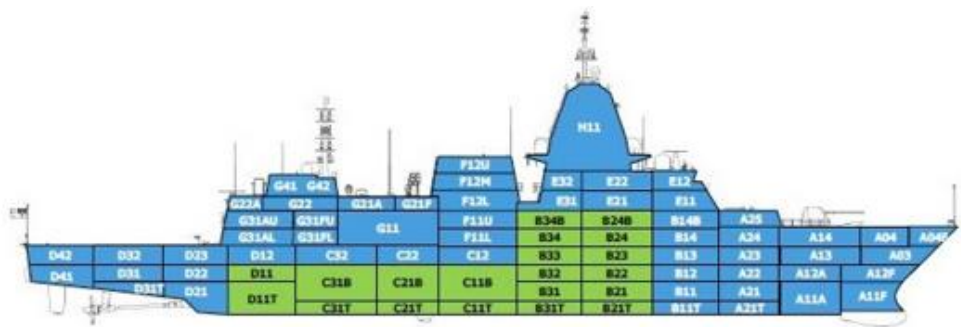 H11
F12U
G41 G42 F12M E32 E22 E12
G22A G22 G21A G21F F12L E31 E21 E11
G31AU G31FU G11 F11U B34B B24B B14B A25
G31AL G31FL F11L B34 B24 B14 A24 A14 A04 A04F
D42 D32 D23 D12 C32 C22 C12 B33 B23 B13 A23 A13 A03
D41 D31 D22 D11 C31B C21B C11B B32 B22 B12 A22 A12A A12F
D31T D21 D11T B31 B21 B11 A21 A11A A11F
C31T C21T C11T B31T B21T B11T A21T